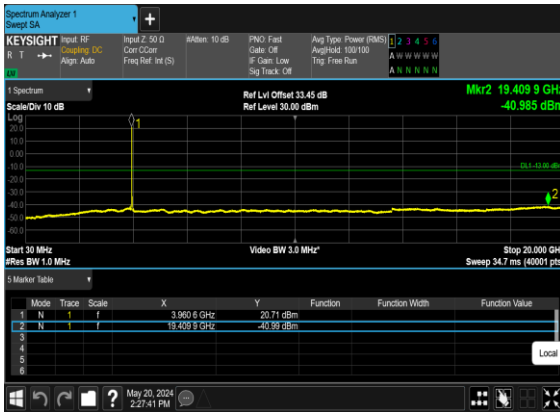 Spectrum Analyzer 1
Swept SA
KEYSIGHT
R T
Input: RF
Coupling: DC
Align: Auto
Input Z: 50 Ω
Corr CCorr
Freq Ref: Int (S)
#Atten: 10 dB
PNO: Fast
Gate: Off
IF Gain: Low
Sig Track: Off
Avg Type: Power (RMS)
Avg|Hold: 100/100
Trig: Free Run
1 2 3 4 5 6
A W W W W W
A N N N N N
1 Spectrum
Scale/Div 10 dB
Ref Lvl Offset 33.45 dB
Ref Level 30.00 dBm
Mkr2 19.409 9 GHz
-40.985 dBm
Log
20.0
10.0
0.00
-10.0
-20.0
-30.0
-40.0
-50.0
-60.0
1
DL1 -13.00 dBm
2
Start 30 MHz
#Res BW 1.0 MHz
Video BW 3.0 MHz*
Stop 20.000 GHz
Sweep 34.7 ms (40001 pts)
5 Marker Table
Mode Trace Scale X Y Function Function Width Function Value
1 N 1 f 3.960 6 GHz 20.71 dBm
2 N 1 f 19.409 9 GHz -40.99 dBm
3
4
5
6
Local
?
May 20, 2024
2:27:41 PM